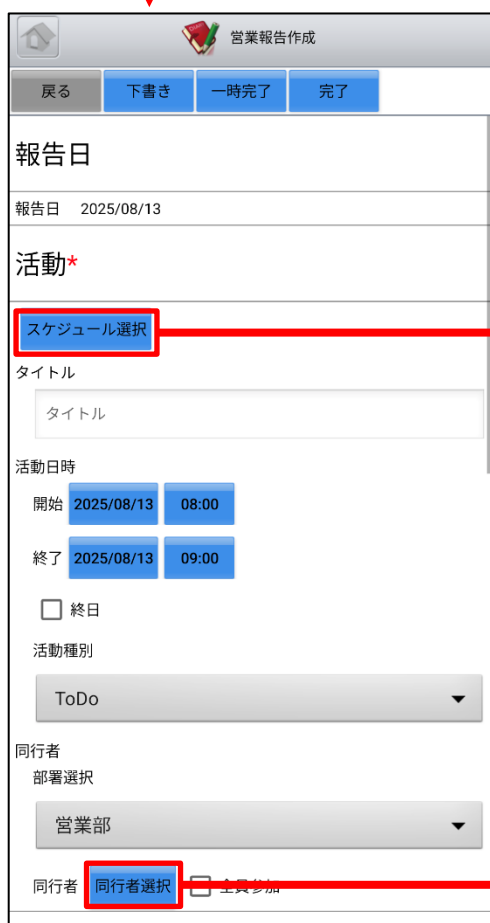 営業報告作成
戻る 下書き 一時完了 完了
報告日
報告日 2025/08/13
活動*
スケジュール選択
タイトル
タイトル
活動日時
開始 2025/08/13 08:00
終了 2025/08/13 09:00
終日
活動種別
ToDo
同行者
部署選択
営業部
同行者 同行者選択 全員参加